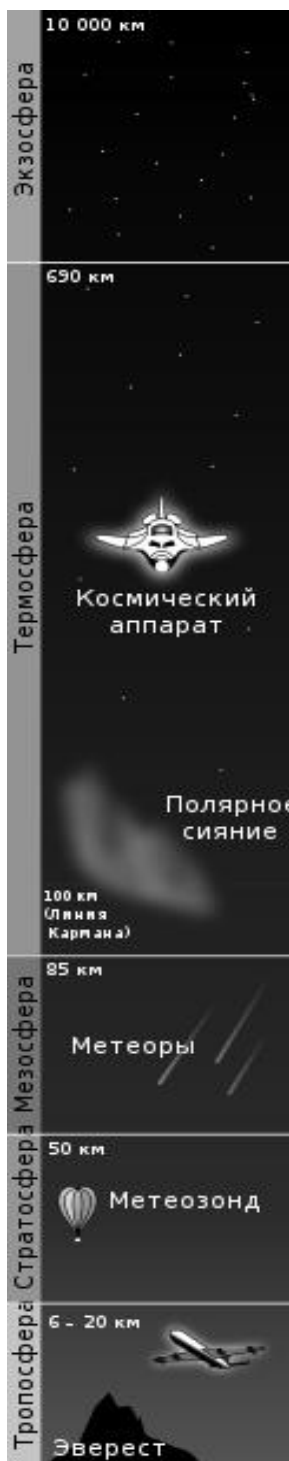 10 000 км
Экзосфера
690 км
Термосфера
Космический
аппарат
Полярное
сияние
100 км
(Линия
Кармана)
85 км
Мезосфера
Метеоры
50 км
Стратосфера
Метеозонд
6 – 20 км
Тропосфера
Эверест